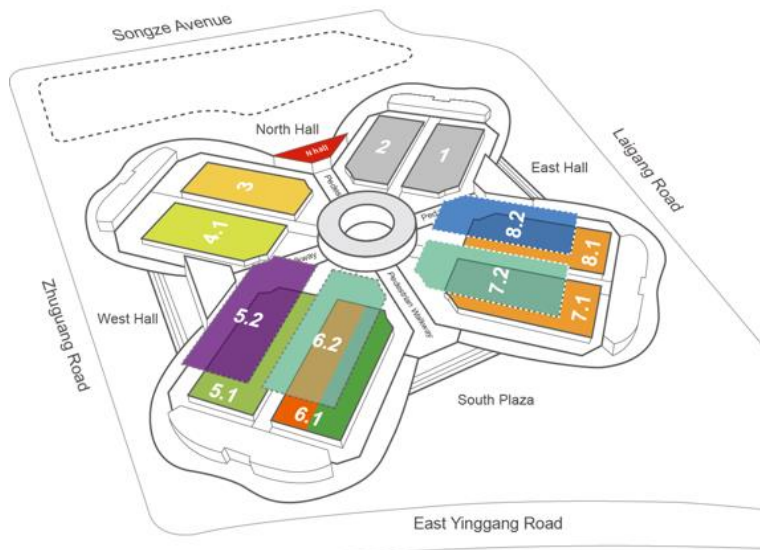 Songze Avenue
North Hall
N hall
2
1
East Hall
Laigang Road
3
4.1
8.2
8.1
7.2
7.1
Pedestrian Walkway
Zhuguang Road
West Hall
5.2
6.2
5.1
6.1
South Plaza
East Yinggang Road